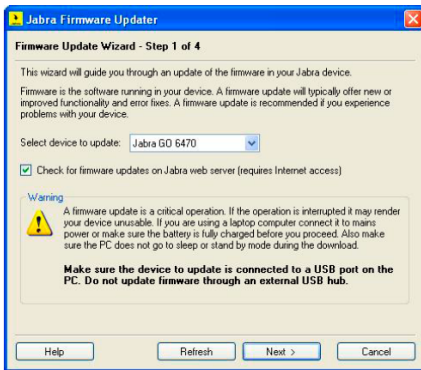 Jabra Firmware Updater
Firmware Update Wizard - Step 1 of 4
This wizard will guide you through an update of the firmware in your Jabra device.
Firmware is the software running in your device. A firmware update will typically offer new or
improved functionality and error fixes. A firmware update is recommended if you experience
problems with your device.
Select device to update: Jabra GO 6470
Check for firmware updates on Jabra web server (requires Internet access)
Warning
A firmware update is a critical operation. If the operation is interrupted it may render
your device unusable. If you are using a laptop computer connect it to mains
power or make sure the battery is fully charged before you proceed. Also make
sure the PC does not go to sleep or stand by mode during the download.
Make sure the device to update is connected to a USB port on the
PC. Do not update firmware through an external USB hub.
Help Refresh Next > Cancel